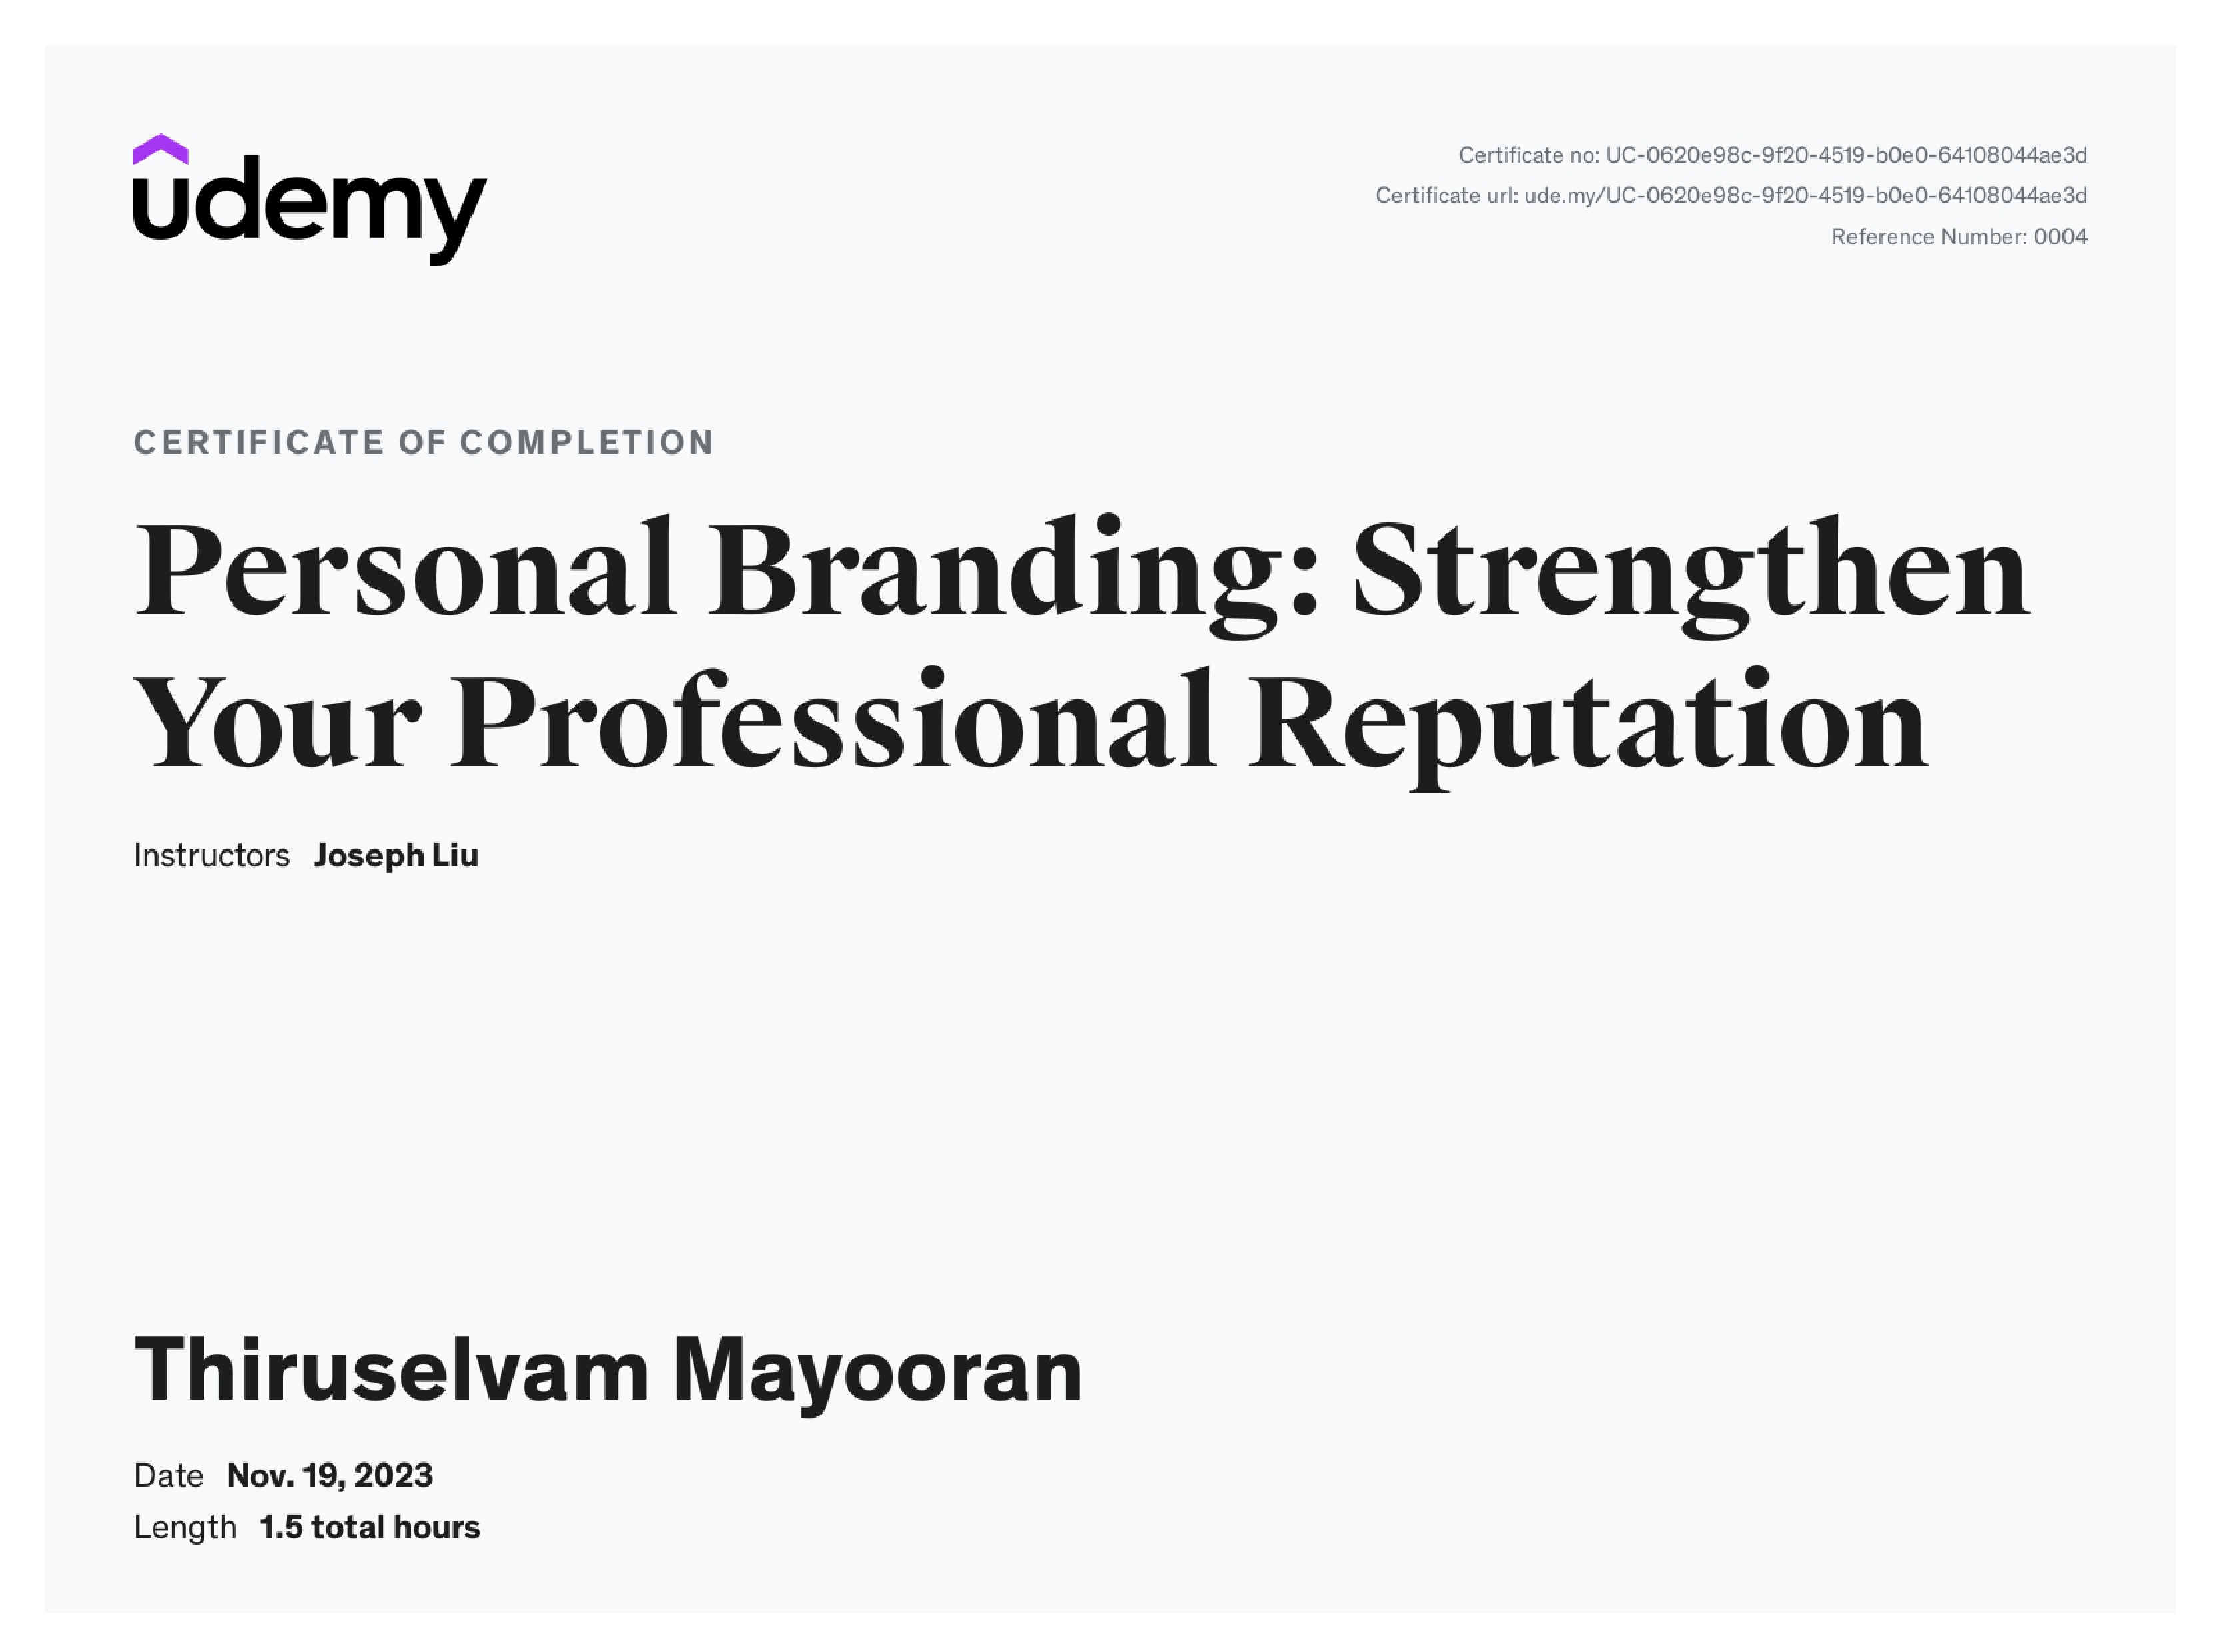 udemy
Certificate no: UC-0620e98c-9f20-4519-b0e0-64108044ae3d
Certificate url: ude.my/UC-0620e98c-9f20-4519-b0e0-64108044ae3d
Reference Number: 0004
CERTIFICATE OF COMPLETION
Personal Branding: Strengthen
Your Professional Reputation
Instructors Joseph Liu
Thiruselvam Mayooran
Date Nov. 19, 2023
Length 1.5 total hours